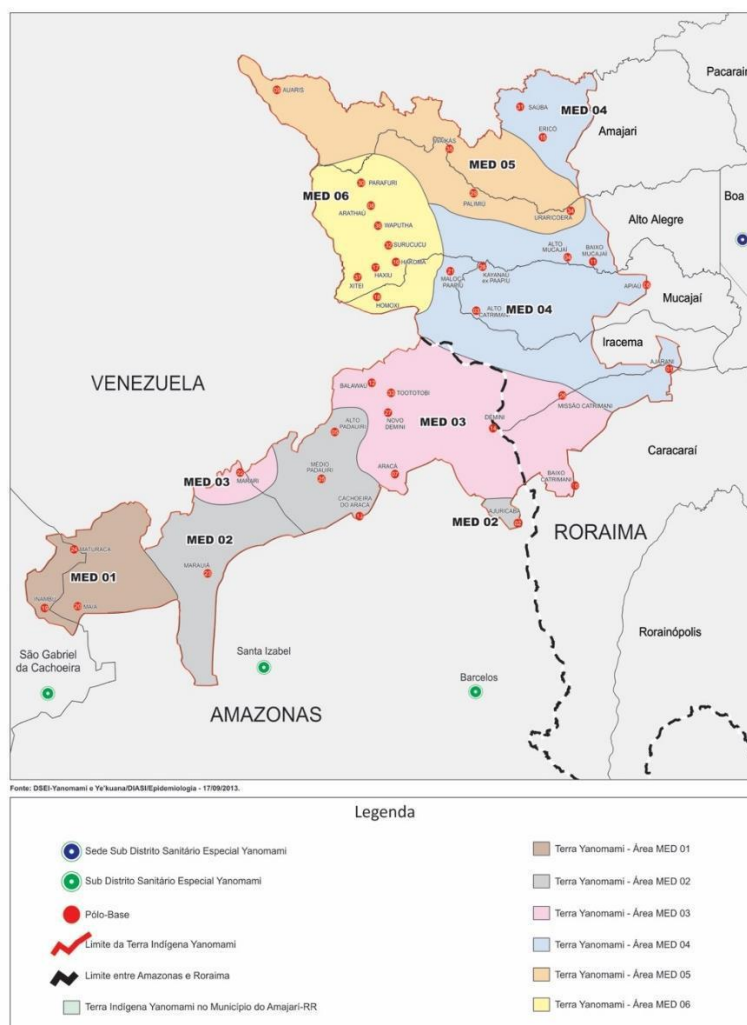 Pacarain
AUARIS
SAÚBA
MED 04
ERICÓ
Amajari
WAIKÁS
MED 05
MED 06
PARAFURI
PALIMIÚ
ARATHAÚ
URARICOERA
WAPUTHA
Alto Alegre
Boa
SURUCUCU
HAKOMA
HAXIU
XITEI
HOMOXI
MALOCA
PAAPIÚ
KAYANAÚ
ex PAAPIÚ
ALTO
MUCAJAÍ
BAIXO
MUCAJAÍ
APIAÚ
Mucajaí
ALTO
CATRIMANI
MED 04
Iracema
AJARANI
VENEZUELA
BALAWAÚ
TOOTOTOBI
MISSÃO CATRIMANI
NOVO
DEMINI
MED 03
DEMINI
ALTO
PADAUIRI
Caracaraí
MED 03
MARARI
MÉDIO
PADAUIRI
ARACÁ
BAIXO
CATRIMANI
CACHOEIRA
DO ARACÁ
AJURICABA
MED 02
RORAIMA
MED 02
MATURACÁ
MED 01
MARAUIÁ
INAMBÚ
MAIÁ
São Gabriel
da Cachoeira
Santa Izabel
Barcelos
Rorainópolis
AMAZONAS
Fonte: DSEI-Yanomami e Ye'kuana/DIASI/Epidemiologia - 17/09/2013.
Legenda
Sede Sub Distrito Sanitário Especial Yanomami
Sub Distrito Sanitário Especial Yanomami
Pólo-Base
Limite da Terra Indígena Yanomami
Limite entre Amazonas e Roraima
Terra Indígena Yanomami no Município do Amajarí-RR
Terra Yanomami - Área MED 01
Terra Yanomami - Área MED 02
Terra Yanomami - Área MED 03
Terra Yanomami - Área MED 04
Terra Yanomami - Área MED 05
Terra Yanomami - Área MED 06